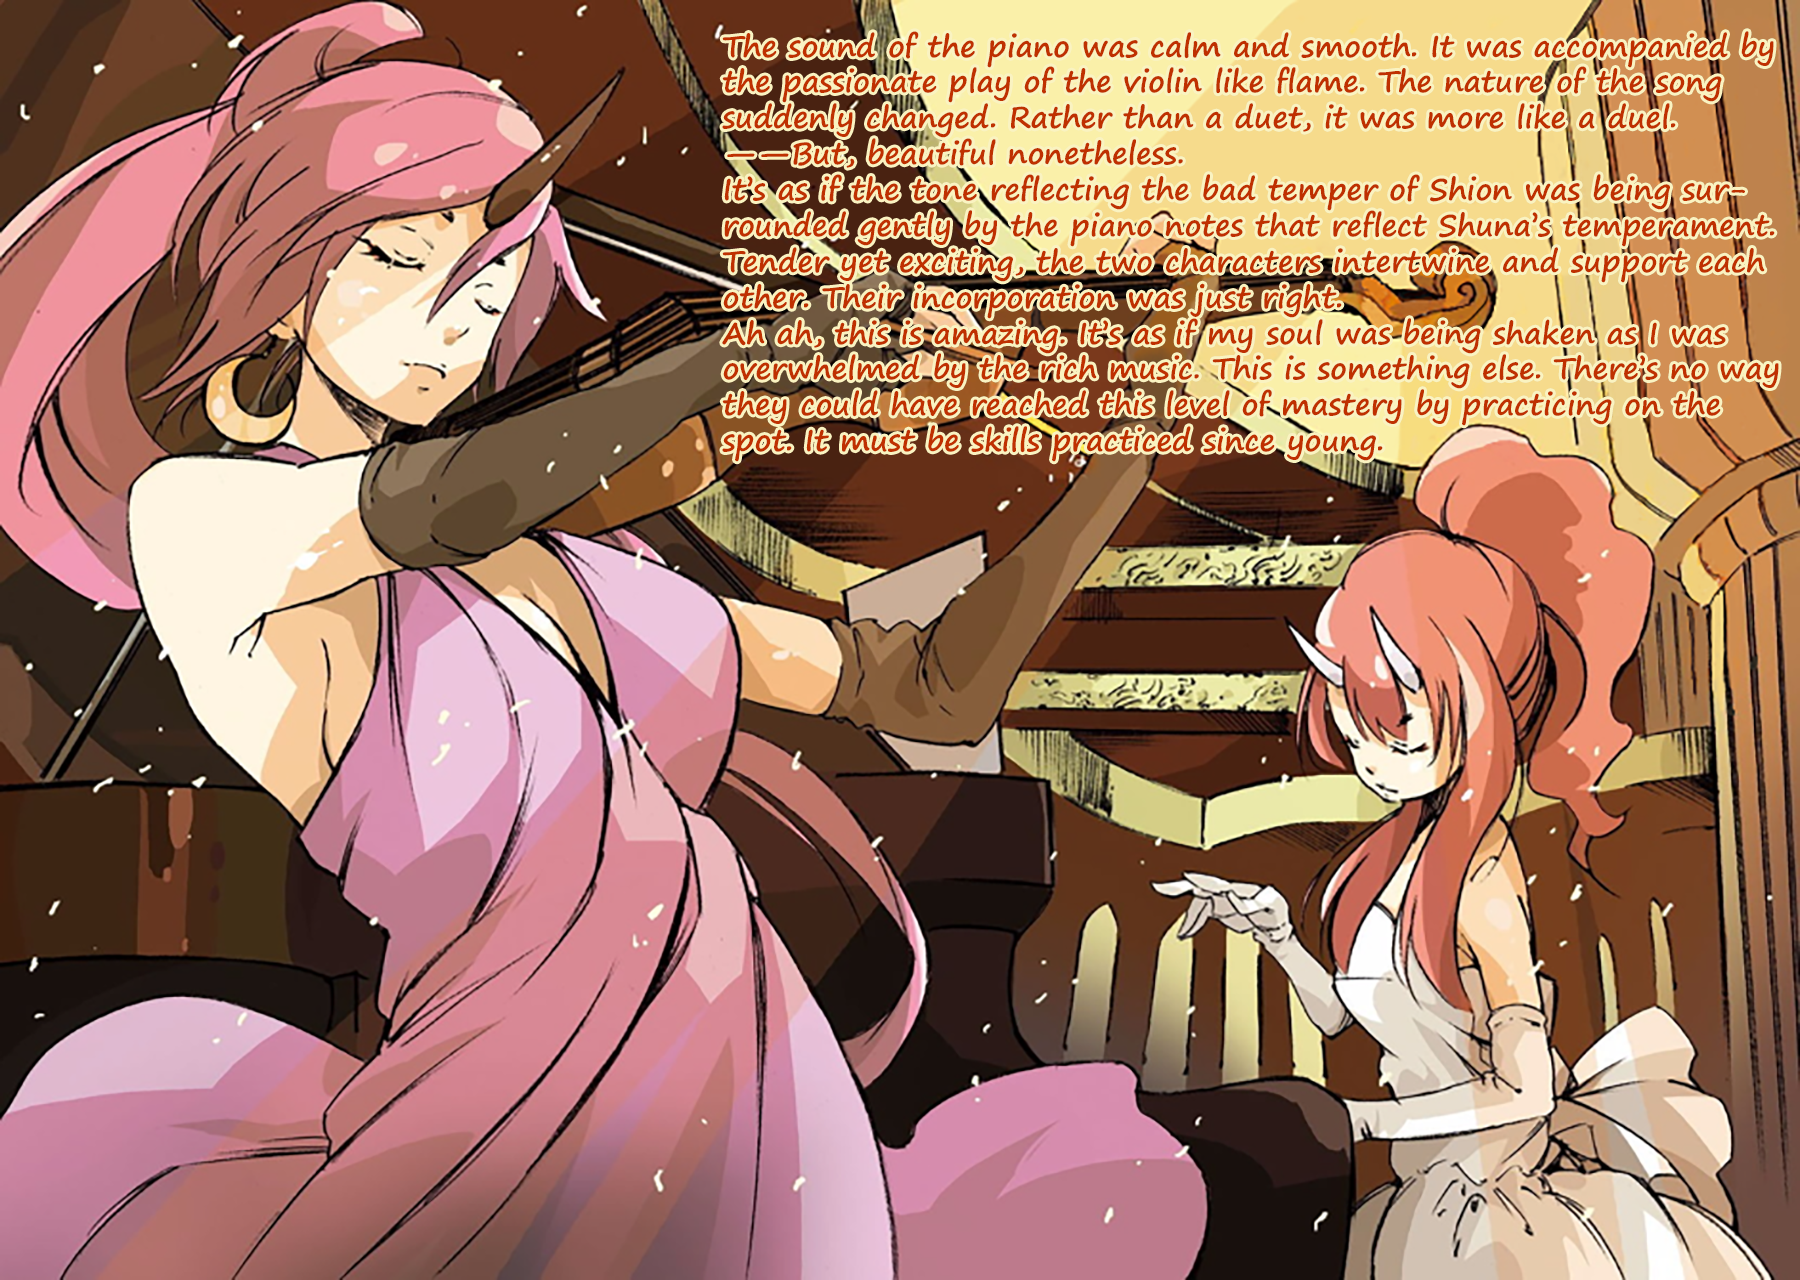 The sound of the piano was calm and smooth. It was accompanied by
the passionate play of the violin like flame. The nature of the song
suddenly changed. Rather than a duet, it was more like a duel.
——But, beautiful nonetheless.
It's as if the tone reflecting the bad temper of Shion was being sur-
rounded gently by the piano notes that reflect Shuna's temperament.
Tender yet exciting, the two characters intertwine and support each
other. Their incorporation was just right.
Ah ah, this is amazing. It's as if my soul was being shaken as I was
overwhelmed by the rich music. This is something else. There's no way
they could have reached this level of mastery by practicing on the
spot. It must be skills practiced since young.